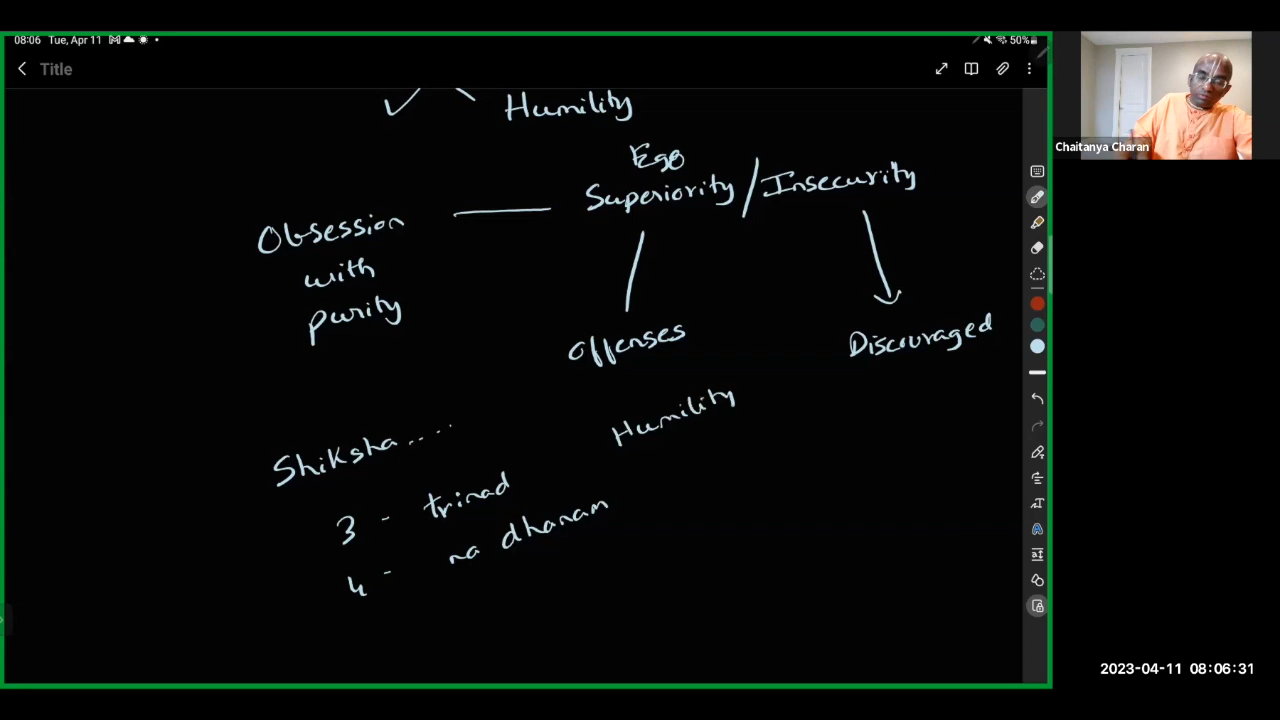 08:06 Tue, Apr 11
50%
Title
Humility
Ego
Superiority / Insecurity
Obsession
with
purity
Offenses
Discouraged
Humility
Shiksha....
3 - trinad
4 - na dhanam
Chaitanya Charan
2023-04-11 08:06:31